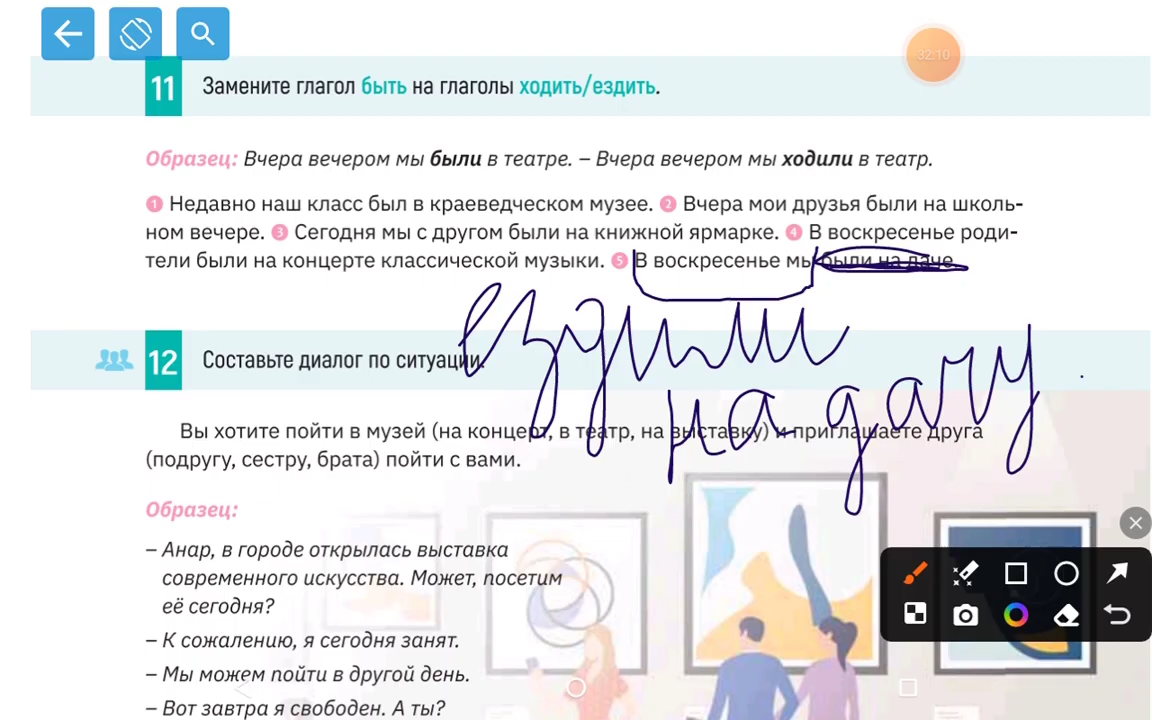 32:10
11 Замените глагол быть на глаголы ходить/ездить.
Образец: Вчера вечером мы были в театре. – Вчера вечером мы ходили в театр.
1 Недавно наш класс был в краеведческом музее. 2 Вчера мои друзья были на школь-
ном вечере. 3 Сегодня мы с другом были на книжной ярмарке. 4 В воскресенье роди-
тели были на концерте классической музыки. 5 В воскресенье мы были на даче
ездили
на дачу
12 Составьте диалог по ситуации.
Вы хотите пойти в музей (на концерт, в театр, на выставку) и приглашаете друга
(подругу, сестру, брата) пойти с вами.
Образец:
– Анар, в городе открылась выставка
современного искусства. Может, посетим
её сегодня?
– К сожалению, я сегодня занят.
– Мы можем пойти в другой день.
– Вот завтра я свободен. А ты?